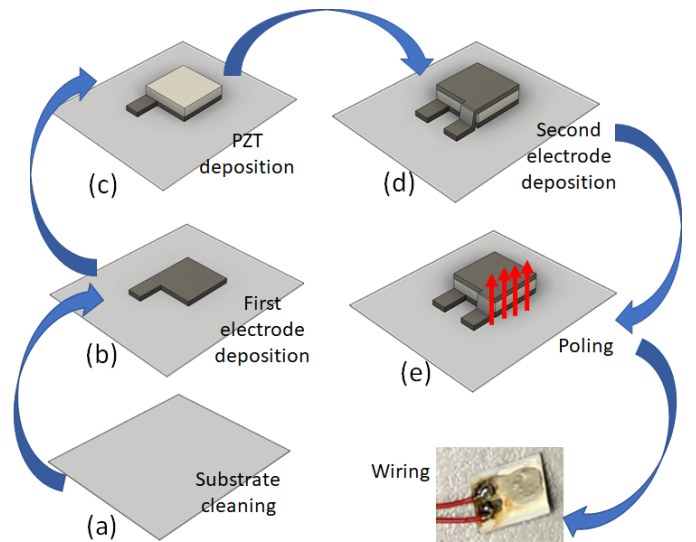 PZT
deposition
(c)
Second
electrode
deposition
(d)
First
electrode
deposition
(b)
Poling
(e)
Substrate
cleaning
(a)
Wiring